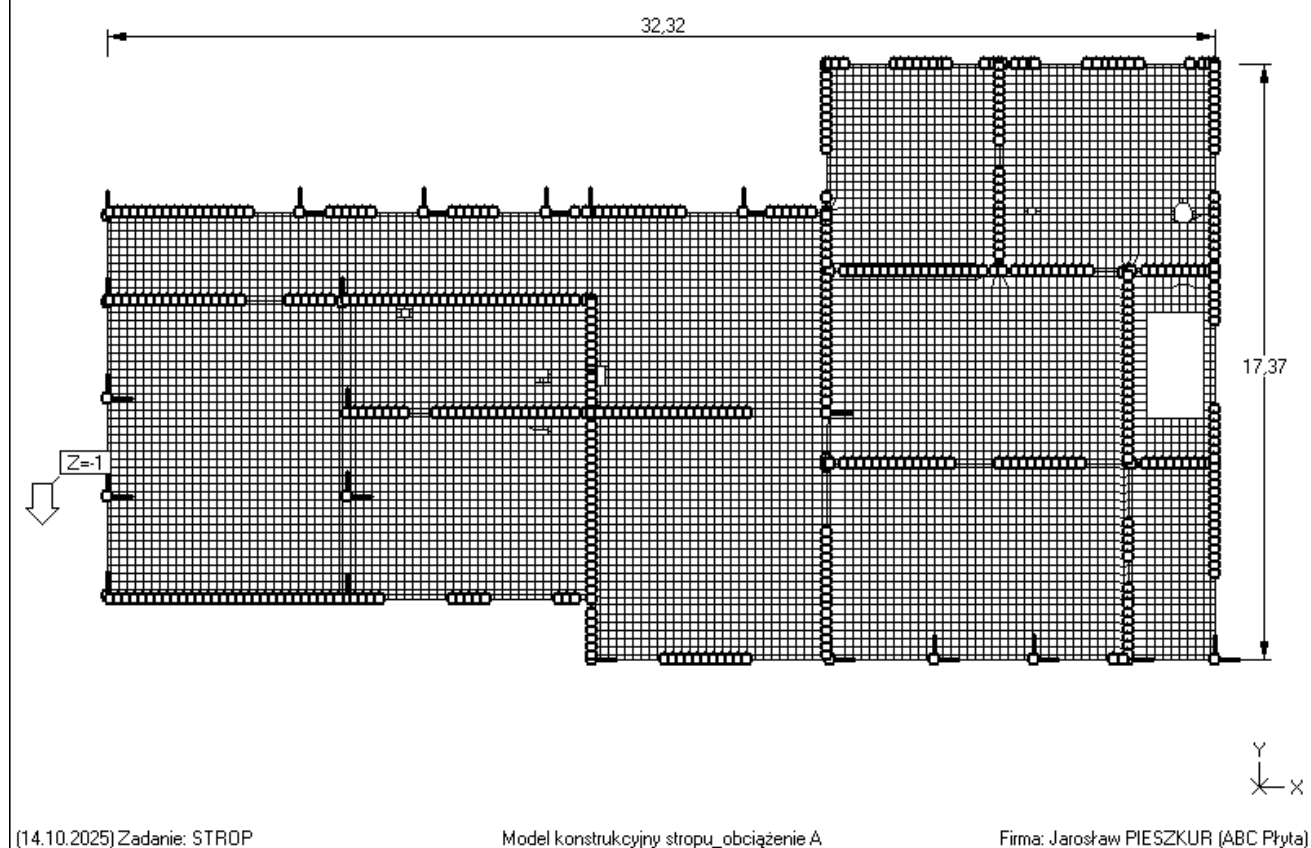 32,32
17,37
Z=-1
Y
X
(14.10.2025) Zadanie: STROP Model konstrukcyjny stropu_obciążenie A Firma: Jarosław PIESZKUR (ABC Płyta)